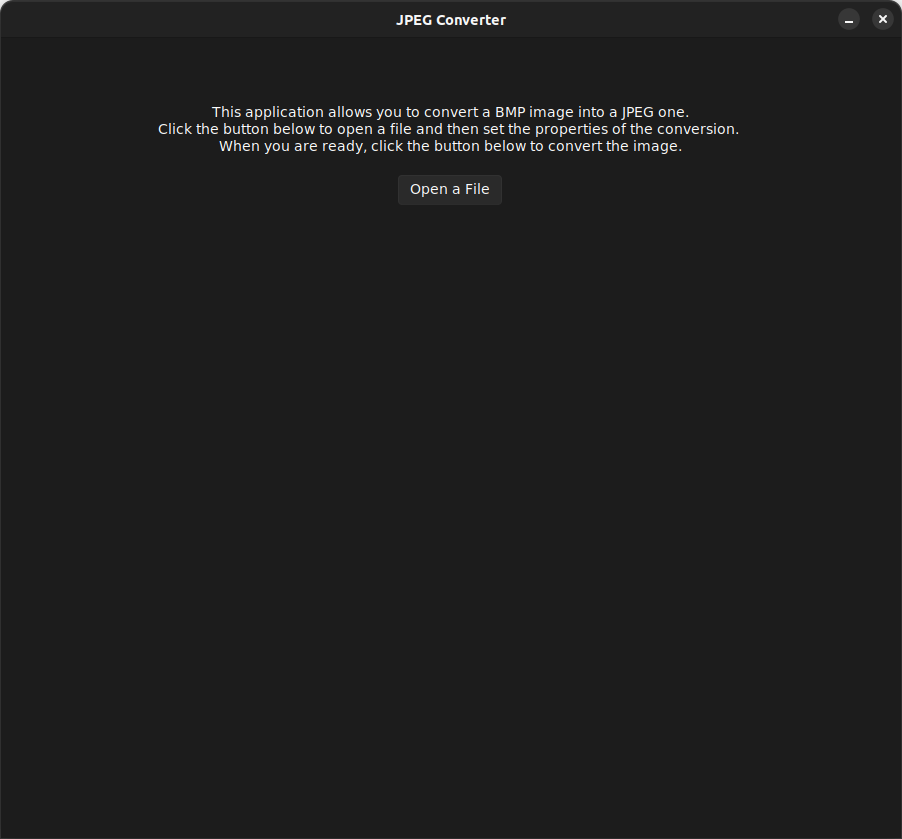 JPEG Converter
This application allows you to convert a BMP image into a JPEG one.
Click the button below to open a file and then set the properties of the conversion.
When you are ready, click the button below to convert the image.
Open a File